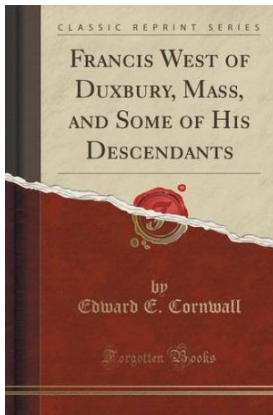 CLASSIC REPRINT SERIES
FRANCIS WEST OF
DUXBURY, MASS,
AND SOME OF HIS
DESCENDANTS
by
Edward E. Cornwall
Forgotten Books